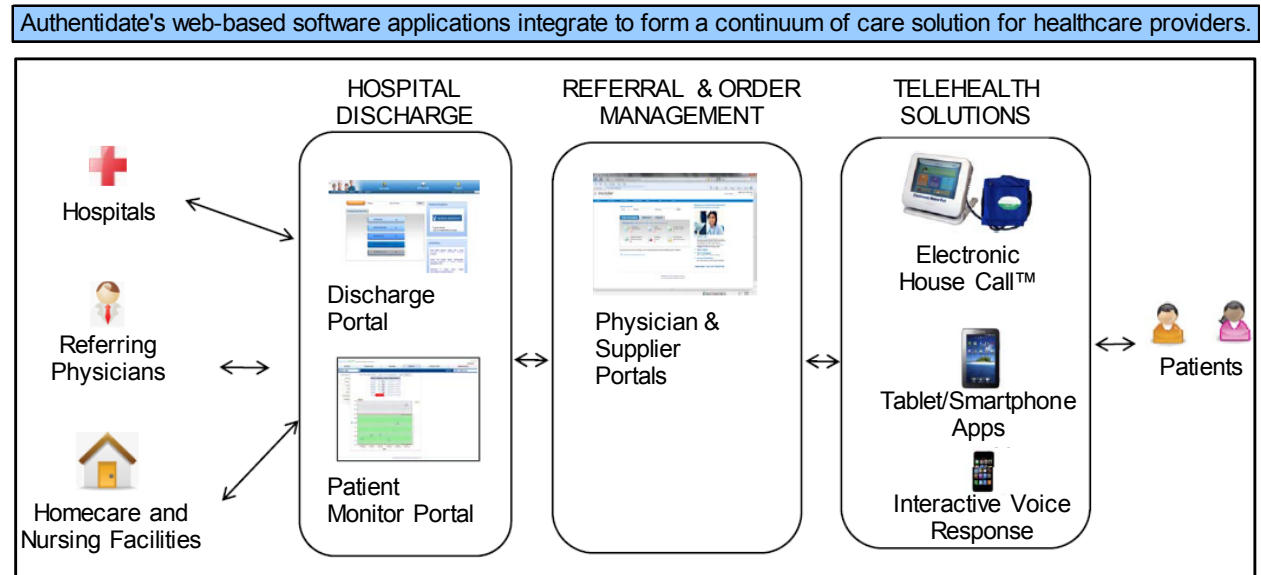 Authentidate's web-based software applications integrate to form a continuum of care solution for healthcare providers.
HOSPITAL
DISCHARGE
REFERRAL & ORDER
MANAGEMENT
TELEHEALTH
SOLUTIONS
Hospitals
Referring
Physicians
Homecare and
Nursing Facilities
Discharge
Portal
Patient
Monitor Portal
Physician &
Supplier
Portals
Electronic
House Call™
Tablet/Smartphone
Apps
Interactive Voice
Response
Patients